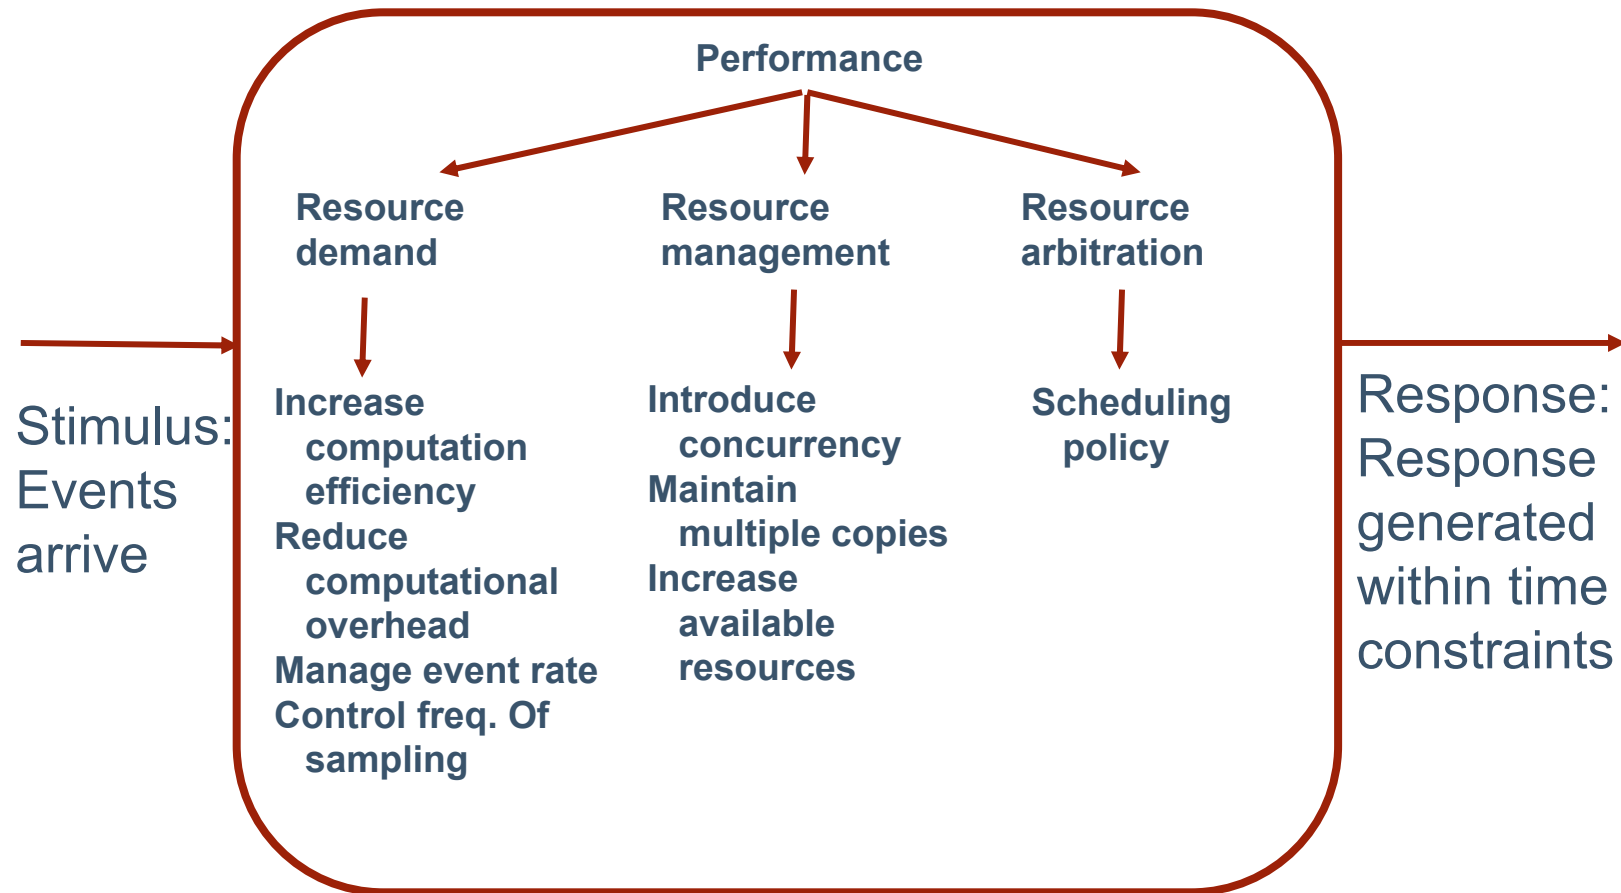 Performance
Resource
demand
Resource
management
Resource
arbitration
Stimulus:
Events
arrive
Increase
computation
efficiency
Reduce
computational
overhead
Manage event rate
Control freq. Of
sampling
Introduce
concurrency
Maintain
multiple copies
Increase
available
resources
Scheduling
policy
Response:
Response
generated
within time
constraints